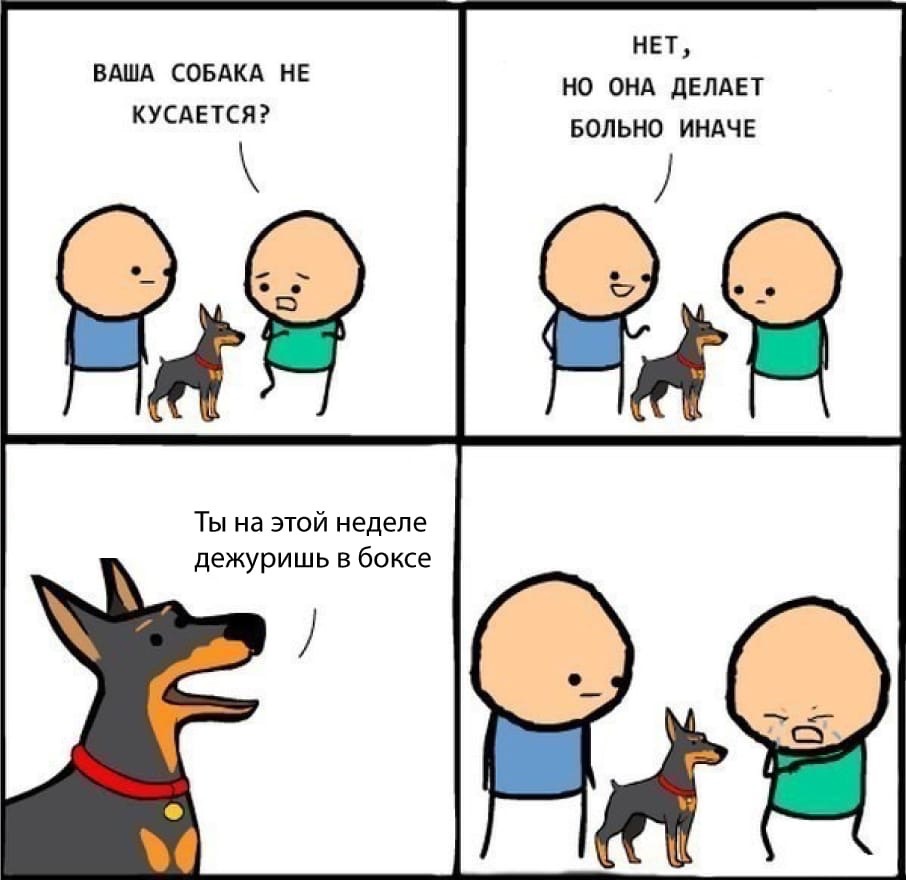 ВАША СОБАКА НЕ
КУСАЕТСЯ?
НЕТ,
НО ОНА ДЕЛАЕТ
БОЛЬНО ИНАЧЕ
Ты на этой неделе
дежуришь в боксе